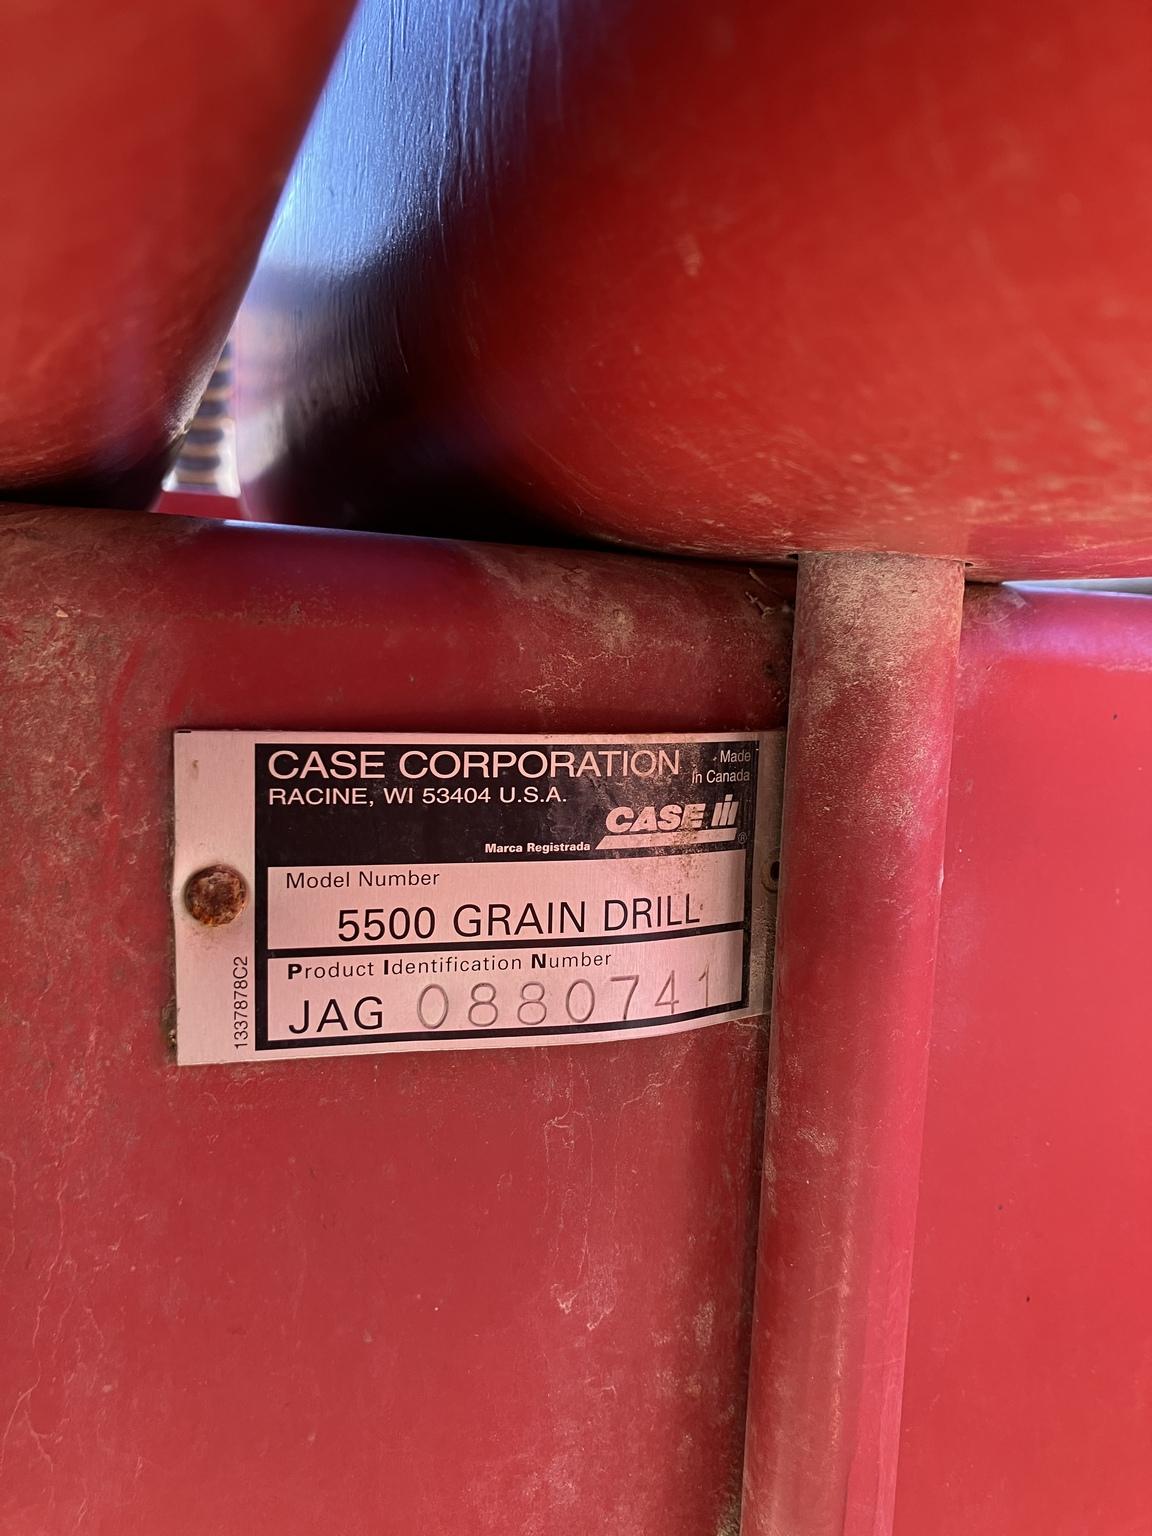 CASE CORPORATION
Made
In Canada
RACINE, WI 53404 U.S.A.
CASE IH ®
Marca Registrada
Model Number
5500 GRAIN DRILL
Product Identification Number
JAG 0880741
1337878C2